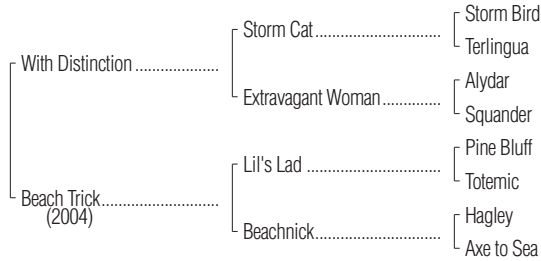 Storm Bird
Storm Cat..................................
Terlingua
With Distinction .....................
Alydar
Extravagant Woman...............
Squander
Pine Bluff
Lil's Lad ...................................
Totemic
Beach Trick.............................
(2004)
Hagley
Beachnick................................
Axe to Sea